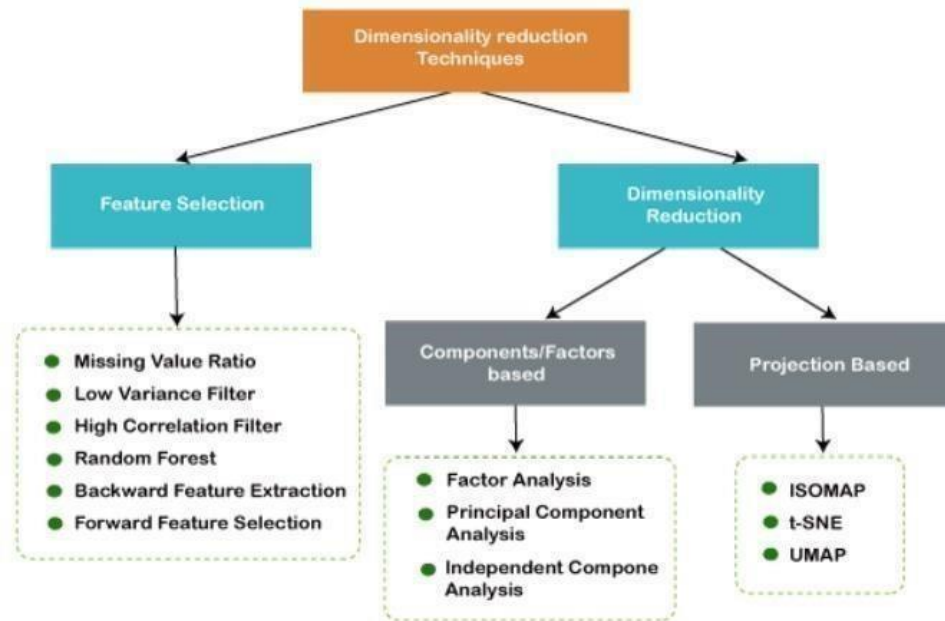 Dimensionality reduction
Techniques
Feature Selection
Dimensionality
Reduction
Missing Value Ratio
Low Variance Filter
High Correlation Filter
Random Forest
Backward Feature Extraction
Forward Feature Selection
Components/Factors
based
Factor Analysis
Principal Component
Analysis
Independent Compone
Analysis
Projection Based
ISOMAP
t-SNE
UMAP